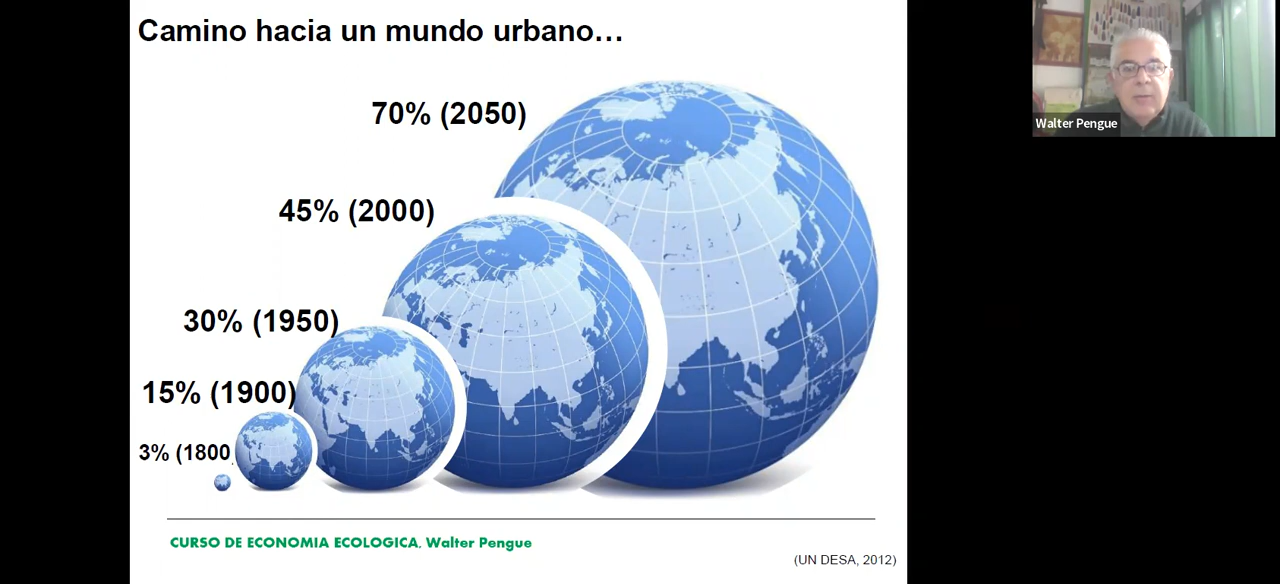 Camino hacia un mundo urbano...
70% (2050)
45% (2000)
30% (1950)
15% (1900)
3% (1800
CURSO DE ECONOMIA ECOLOGICA. Walter Pengue
(UN DESA, 2012)
Walter Pengue